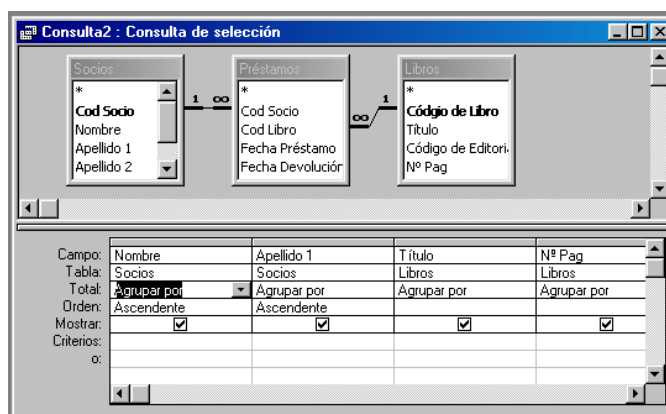 Consulta2 : Consulta de selección
Socios Préstamos Libros
*
Cod Socio
Nombre
Apellido 1
Apellido 2
1 ∞
*
Cod Socio
Cod Libro
Fecha Préstamo
Fecha Devolución
∞ 1
*
Códgio de Libro
Título
Código de Editori
Nº Pag
Campo: Nombre Apellido 1 Título Nº Pag
Tabla: Socios Socios Libros Libros
Total: Agrupar por Agrupar por Agrupar por Agrupar por
Orden: Ascendente Ascendente
Mostrar:
Criterios:
o: